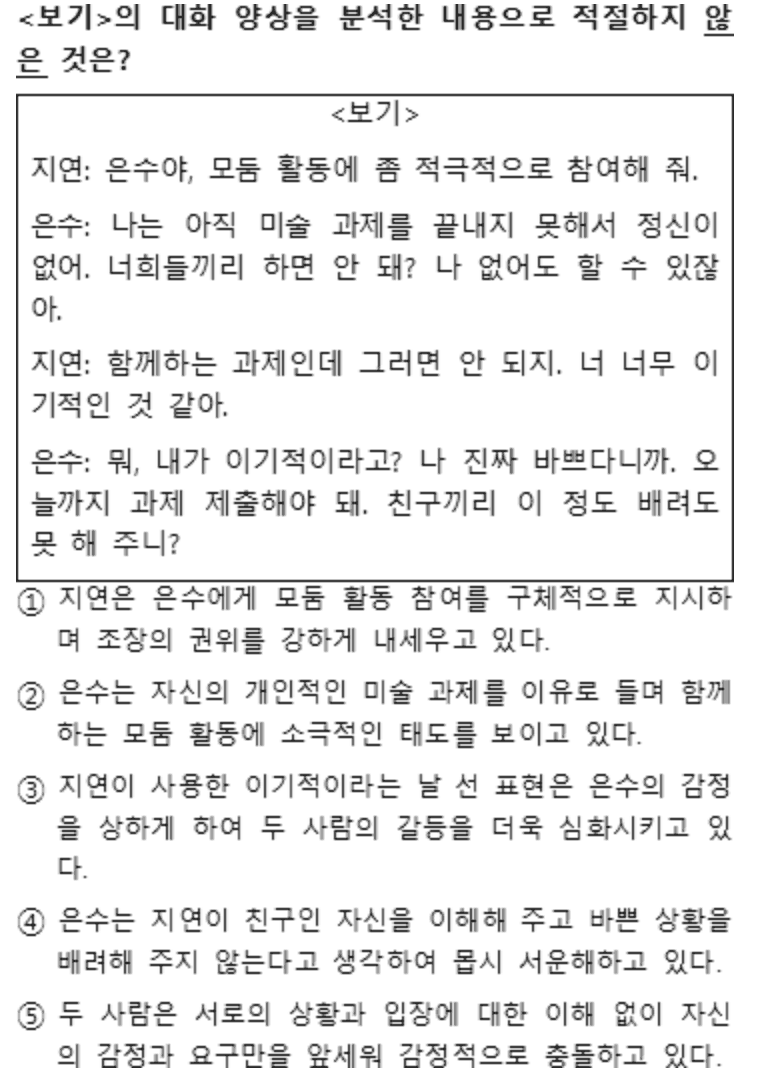 <보기>의 대화 양상을 분석한 내용으로 적절하지 않
은 것은?
<보기>
지연: 은수야, 모둠 활동에 좀 적극적으로 참여해 줘.
은수: 나는 아직 미술 과제를 끝내지 못해서 정신이
없어. 너희들끼리 하면 안 돼? 나 없어도 할 수 있잖
아.
지연: 함께하는 과제인데 그러면 안 되지. 너 너무 이
기적인 것 같아.
은수: 뭐, 내가 이기적이라고? 나 진짜 바쁘다니까. 오
늘까지 과제 제출해야 돼. 친구끼리 이 정도 배려도
못 해 주니?
① 지연은 은수에게 모둠 활동 참여를 구체적으로 지시하
며 조장의 권위를 강하게 내세우고 있다.
② 은수는 자신의 개인적인 미술 과제를 이유로 들며 함께
하는 모둠 활동에 소극적인 태도를 보이고 있다.
③ 지연이 사용한 이기적이라는 날 선 표현은 은수의 감정
을 상하게 하여 두 사람의 갈등을 더욱 심화시키고 있
다.
④ 은수는 지연이 친구인 자신을 이해해 주고 바쁜 상황을
배려해 주지 않는다고 생각하여 몹시 서운해하고 있다.
⑤ 두 사람은 서로의 상황과 입장에 대한 이해 없이 자신
의 감정과 요구만을 앞세워 감정적으로 충돌하고 있다.